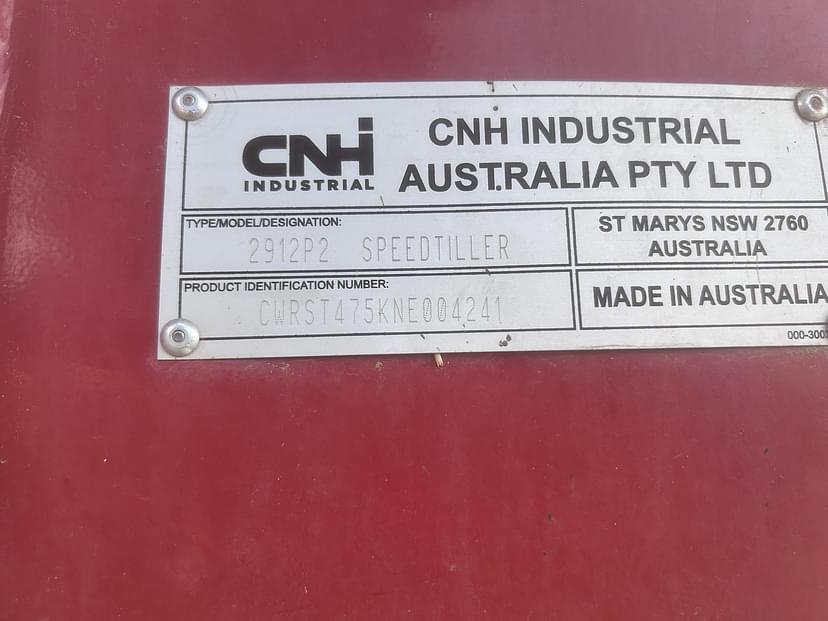 CNHi
INDUSTRIAL
CNH INDUSTRIAL
AUSTRALIA PTY LTD
TYPE/MODEL/DESIGNATION:
2912P2 SPEEDTILLER
ST MARYS NSW 2760
AUSTRALIA
PRODUCT IDENTIFICATION NUMBER:
CWRST475KNE004241
MADE IN AUSTRALIA